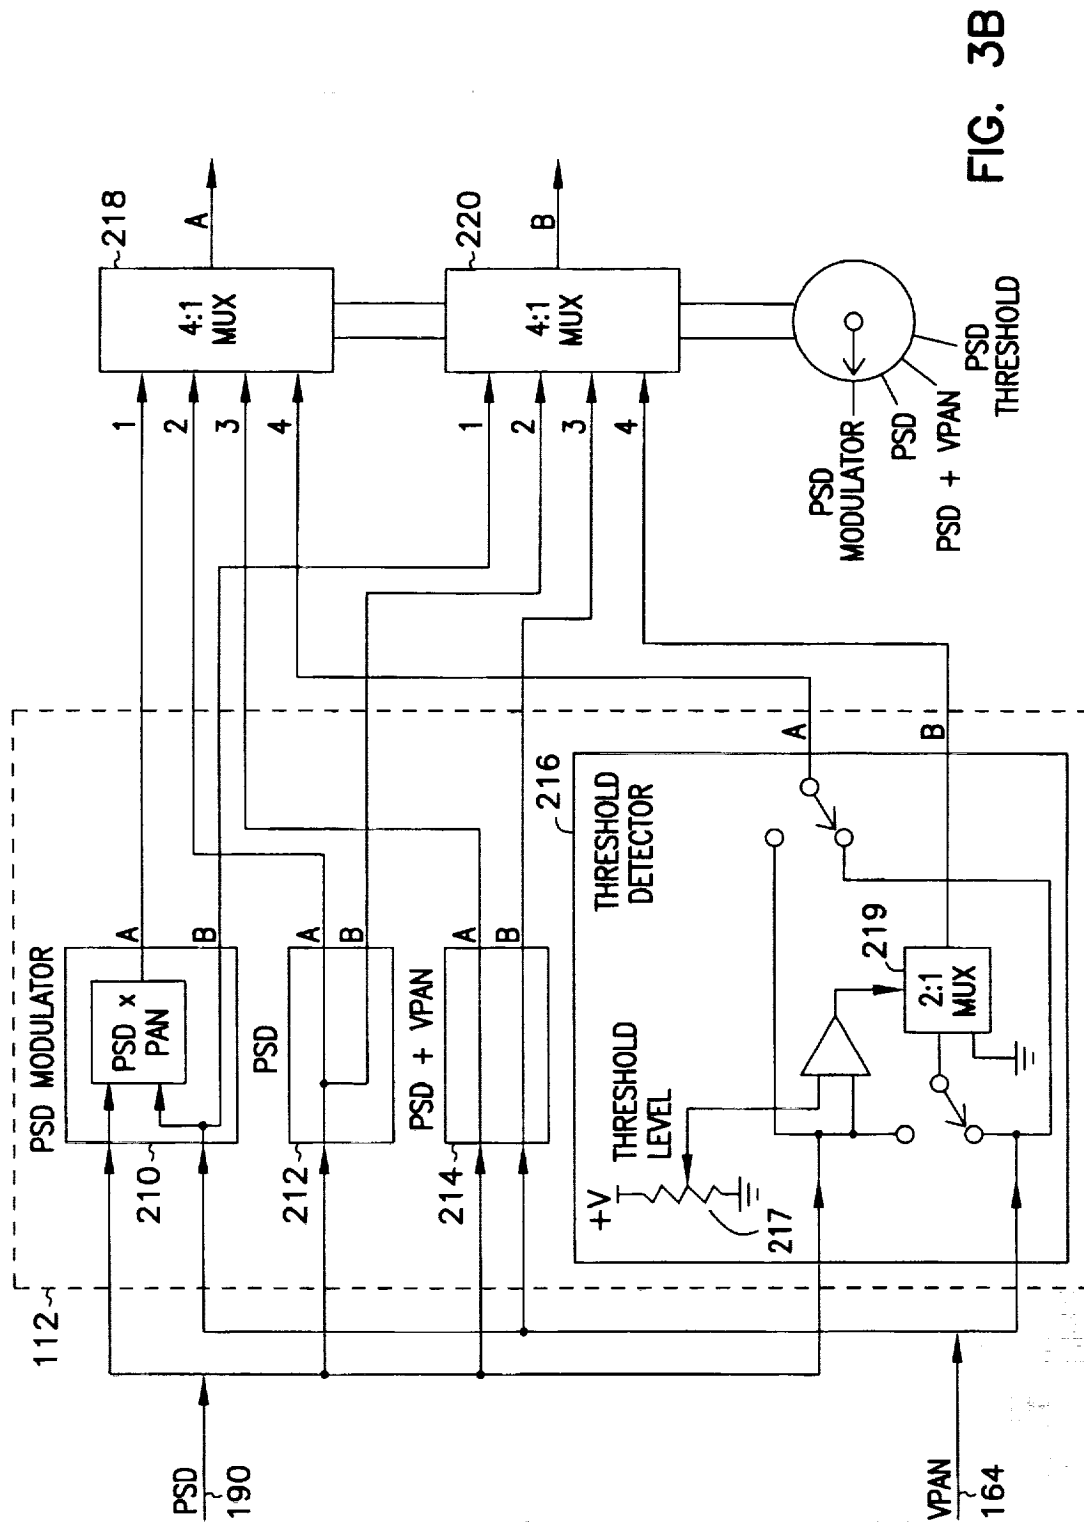 112
PSD
190
VPAN
164
PSD MODULATOR
PSD x
PAN
A
B
210
PSD
A
B
212
PSD + VPAN
A
B
214
THRESHOLD
DETECTOR
216
THRESHOLD
LEVEL
+V
217
219
2:1
MUX
A
B
1
2
3
4
4:1
MUX
218
A
1
2
3
4
4:1
MUX
220
B
PSD
MODULATOR
PSD
PSD + VPAN
PSD
THRESHOLD
FIG. 3B